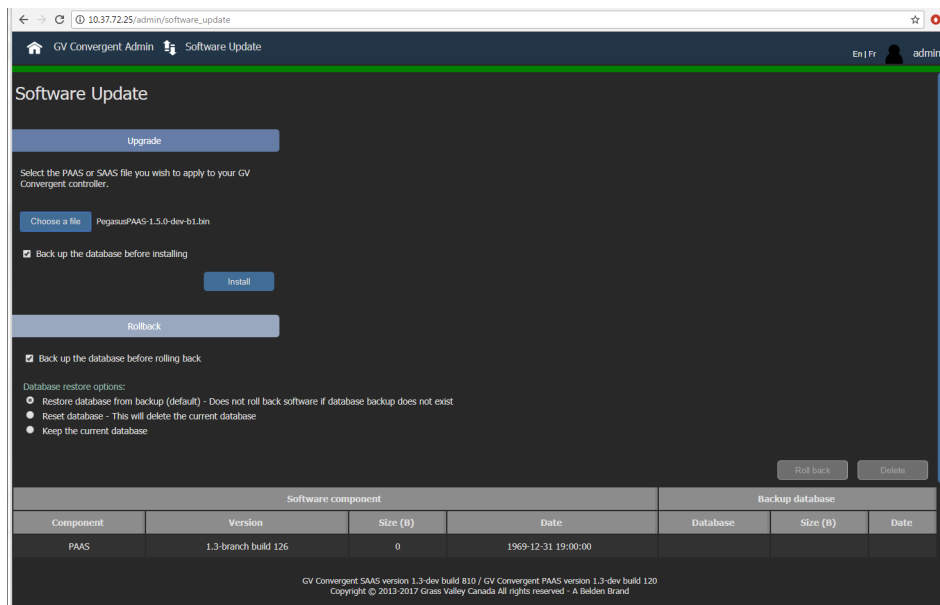 10.37.72.25/admin/software_update
GV Convergent Admin Software Update
En | Fr admin
Software Update
Upgrade
Select the PAAS or SAAS file you wish to apply to your GV
Convergent controller.
Choose a file PegasusPAAS-1.5.0-dev-b1.bin
Back up the database before installing
Install
Rollback
Back up the database before rolling back
Database restore options:
Restore database from backup (default) - Does not roll back software if database backup does not exist
Reset database - This will delete the current database
Keep the current database
Roll back Delete
Software component Backup database
Component Version Size (B) Date Database Size (B) Date
PAAS 1.3-branch build 126 0 1969-12-31 19:00:00
GV Convergent SAAS version 1.3-dev build 810 / GV Convergent PAAS version 1.3-dev build 120
Copyright © 2013-2017 Grass Valley Canada All rights reserved - A Belden Brand